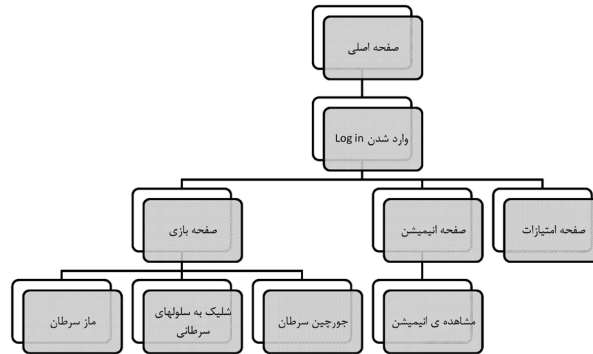 صفحه اصلی
وارد شدن Log in
صفحه امتیازات
صفحه انیمیشن
صفحه بازی
مشاهده ی انیمیشن
جورچین سرطان
شلیک به سلولهای
سرطانی
ماز سرطان